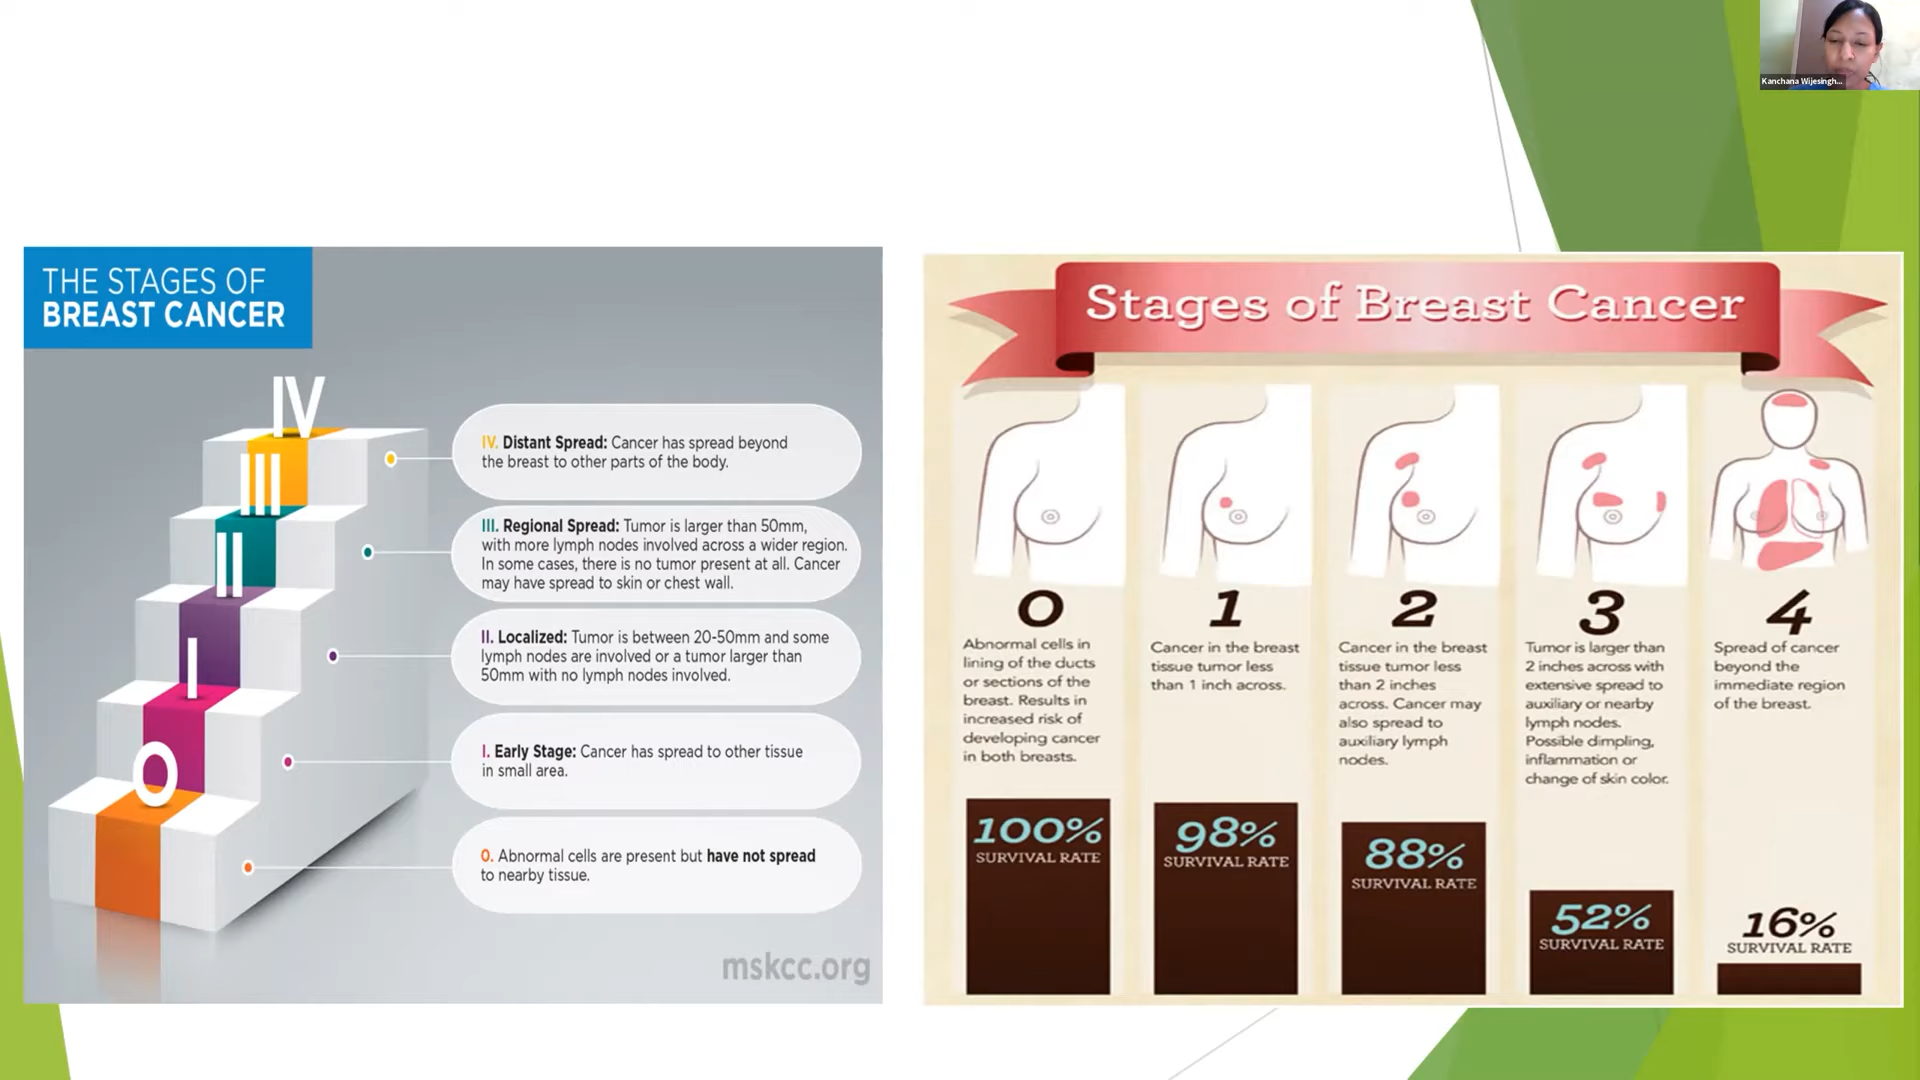 Kanchana Wijesingh...
THE STAGES OF
BREAST CANCER
IV
III
II
I
0
IV. Distant Spread: Cancer has spread beyond
the breast to other parts of the body.
III. Regional Spread: Tumor is larger than 50mm,
with more lymph nodes involved across a wider region.
In some cases, there is no tumor present at all. Cancer
may have spread to skin or chest wall.
II. Localized: Tumor is between 20-50mm and some
lymph nodes are involved or a tumor larger than
50mm with no lymph nodes involved.
I. Early Stage: Cancer has spread to other tissue
in small area.
0. Abnormal cells are present but have not spread
to nearby tissue.
mskcc.org
Stages of Breast Cancer
0
Abnormal cells in
lining of the ducts
or sections of the
breast. Results in
increased risk of
developing cancer
in both breasts.
100%
SURVIVAL RATE
1
Cancer in the breast
tissue tumor less
than 1 inch across.
98%
SURVIVAL RATE
2
Cancer in the breast
tissue tumor less
than 2 inches
across. Cancer may
also spread to
auxiliary lymph
nodes.
88%
SURVIVAL RATE
3
Tumor is larger than
2 inches across with
extensive spread to
auxiliary or nearby
lymph nodes.
Possible dimpling,
inflammation or
change of skin color.
52%
SURVIVAL RATE
4
Spread of cancer
beyond the
immediate region
of the breast.
16%
SURVIVAL RATE